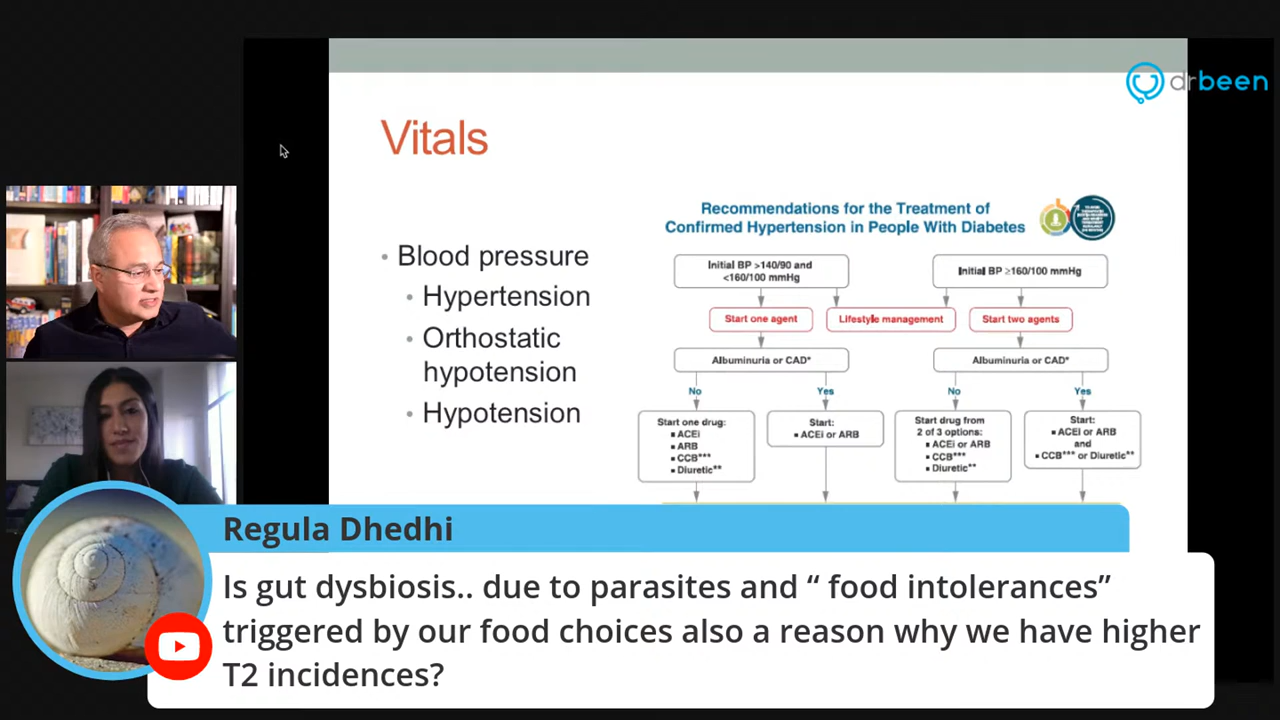 drbeen
Vitals
• Blood pressure
• Hypertension
• Orthostatic
hypotension
• Hypotension
Recommendations for the Treatment of
Confirmed Hypertension in People With Diabetes
Initial BP >140/90 and
<160/100 mmHg
Initial BP ≥160/100 mmHg
Start one agent
Lifestyle management
Start two agents
Albuminuria or CAD*
Albuminuria or CAD*
No
Yes
No
Yes
Start one drug:
▪ ACEi
▪ ARB
▪ CCB***
▪ Diuretic**
Start:
▪ ACEi or ARB
Start drug from
2 of 3 options:
▪ ACEi or ARB
▪ CCB***
▪ Diuretic**
Start:
▪ ACEi or ARB
and
▪ CCB*** or Diuretic**
Regula Dhedhi
Is gut dysbiosis.. due to parasites and “ food intolerances”
triggered by our food choices also a reason why we have higher
T2 incidences?